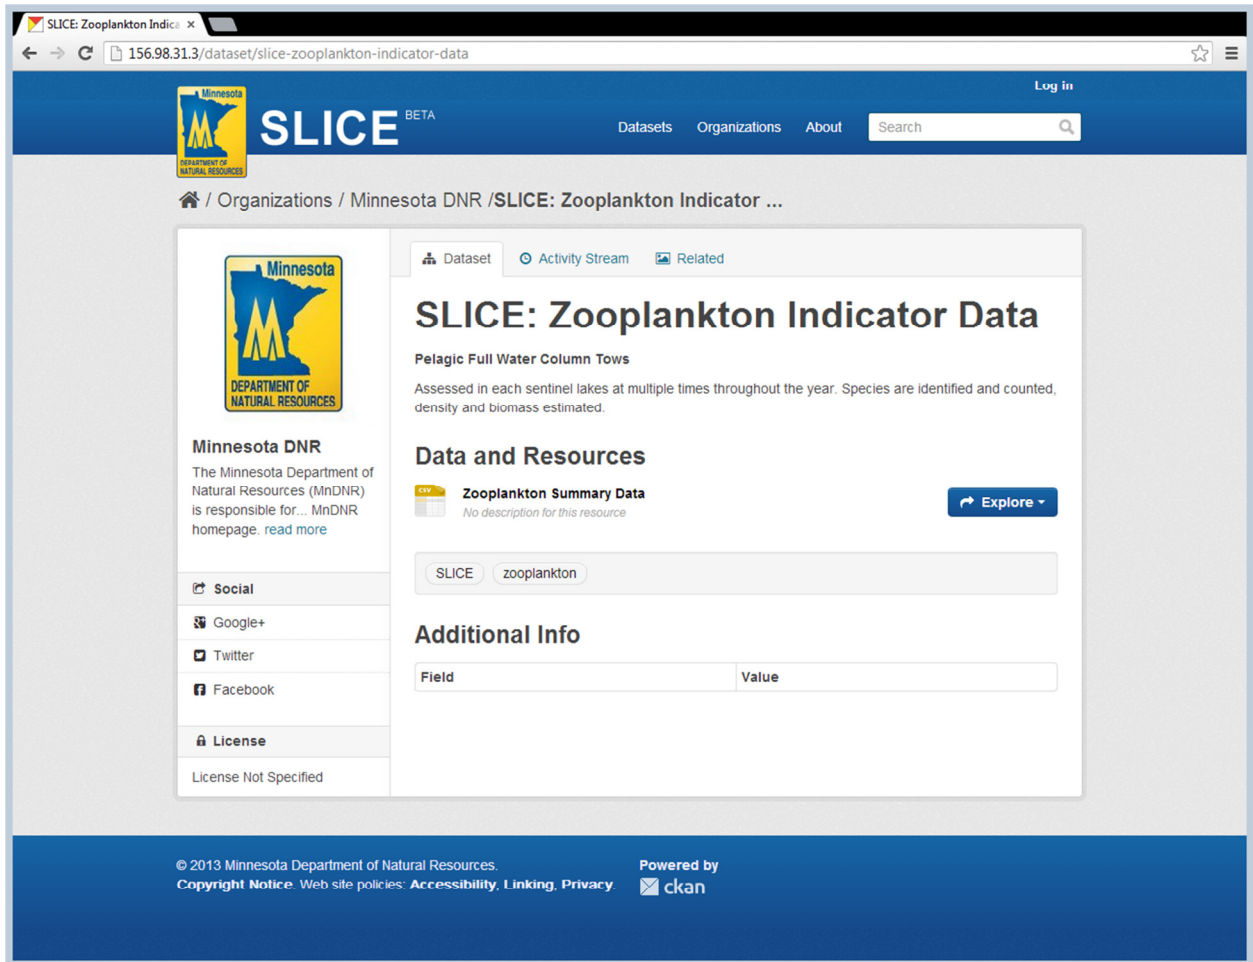 SLICE: Zooplankton Indica ×
156.98.31.3/dataset/slice-zooplankton-indicator-data
Log in
Minnesota
DEPARTMENT OF
NATURAL RESOURCES
SLICE BETA
Datasets Organizations About Search
/ Organizations / Minnesota DNR /SLICE: Zooplankton Indicator ...
Minnesota
DEPARTMENT OF
NATURAL RESOURCES
Minnesota DNR
The Minnesota Department of
Natural Resources (MnDNR)
is responsible for... MnDNR
homepage. read more
Social
Google+
Twitter
Facebook
License
License Not Specified
Dataset Activity Stream Related
SLICE: Zooplankton Indicator Data
Pelagic Full Water Column Tows
Assessed in each sentinel lakes at multiple times throughout the year. Species are identified and counted,
density and biomass estimated.
Data and Resources
CSV
Zooplankton Summary Data
No description for this resource
Explore
SLICE zooplankton
Additional Info
Field Value
© 2013 Minnesota Department of Natural Resources.
Copyright Notice. Web site policies: Accessibility, Linking, Privacy.
Powered by
ckan